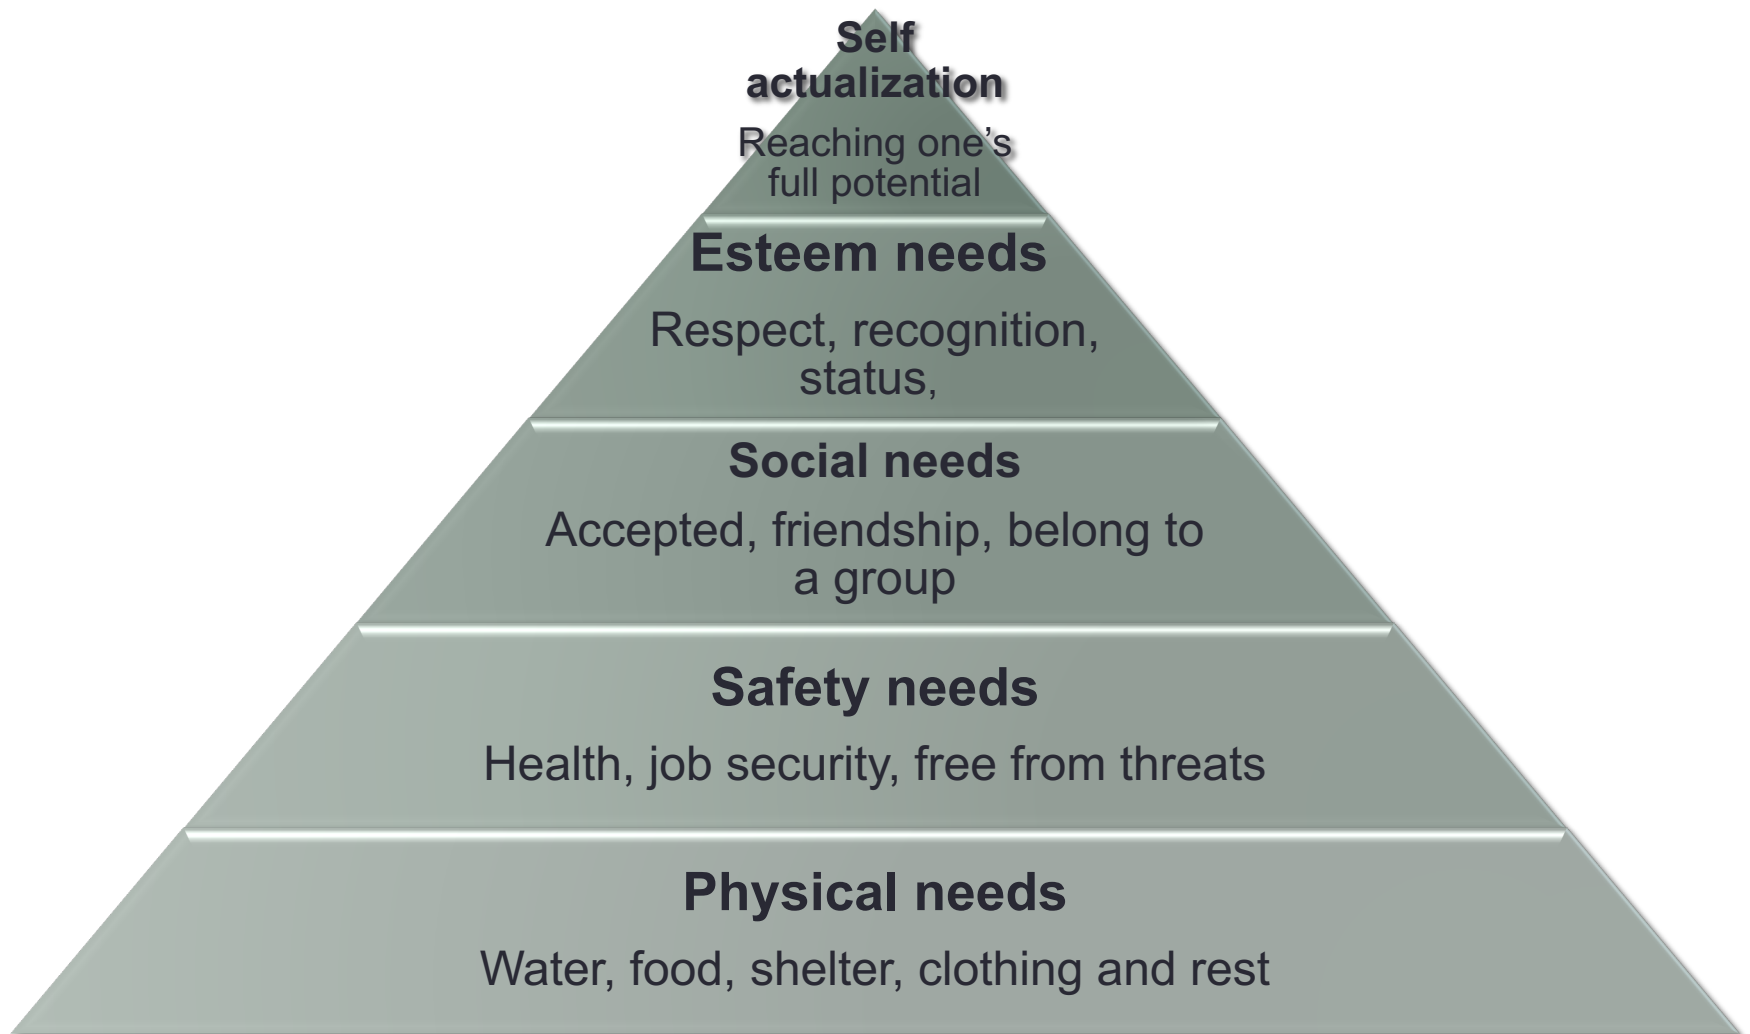 Self
actualization
Reaching one’s
full potential
Esteem needs
Respect, recognition,
status,
Social needs
Accepted, friendship, belong to
a group
Safety needs
Health, job security, free from threats
Physical needs
Water, food, shelter, clothing and rest